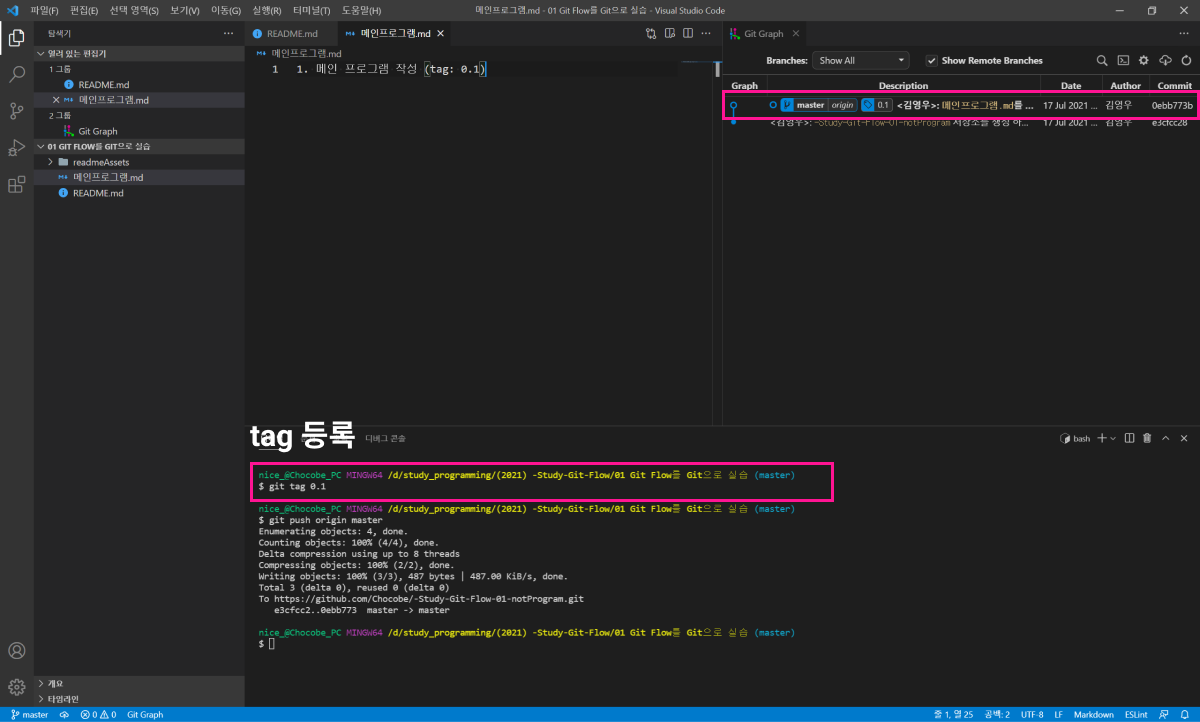 파일(F) 편집(E) 선택 영역(S) 보기(V) 이동(G) 실행(R) 터미널(T) 도움말(H) 메인프로그램.md - 01 Git Flow를 Git으로 실습 - Visual Studio Code
탐색기
열려 있는 편집기
1 그룹
README.md
메인프로그램.md
2 그룹
Git Graph
01 GIT FLOW를 GIT으로 실습
readmeAssets
메인프로그램.md
README.md
README.md 메인프로그램.md
메인프로그램.md
1 1. 메인 프로그램 작성 (tag: 0.1)
Git Graph
Branches: Show All Show Remote Branches
Graph Description Date Author Commit
master origin 0.1 <김영우>: 메인프로그램.md를 ... 17 Jul 2021 ... 김영우 0ebb773b
<김영우>: -Study-Git-Flow-01-notProgram 저장소를 생성 하... 17 Jul 2021 ... 김영우 e3cfcc28
tag 등록 디버그 콘솔
bash
nice_@Chocobe_PC MINGW64 /d/study_programming/(2021) -Study-Git-Flow/01 Git Flow를 Git으로 실습 (master)
$ git tag 0.1
nice_@Chocobe_PC MINGW64 /d/study_programming/(2021) -Study-Git-Flow/01 Git Flow를 Git으로 실습 (master)
$ git push origin master
Enumerating objects: 4, done.
Counting objects: 100% (4/4), done.
Delta compression using up to 8 threads
Compressing objects: 100% (2/2), done.
Writing objects: 100% (3/3), 487 bytes | 487.00 KiB/s, done.
Total 3 (delta 0), reused 0 (delta 0)
To https://github.com/Chocobe/-Study-Git-Flow-01-notProgram.git
e3cfcc2..0ebb773 master -> master
nice_@Chocobe_PC MINGW64 /d/study_programming/(2021) -Study-Git-Flow/01 Git Flow를 Git으로 실습 (master)
$
개요
타임라인
master 0 0 Git Graph 줄 1, 열 25 공백: 2 UTF-8 LF Markdown ESLint